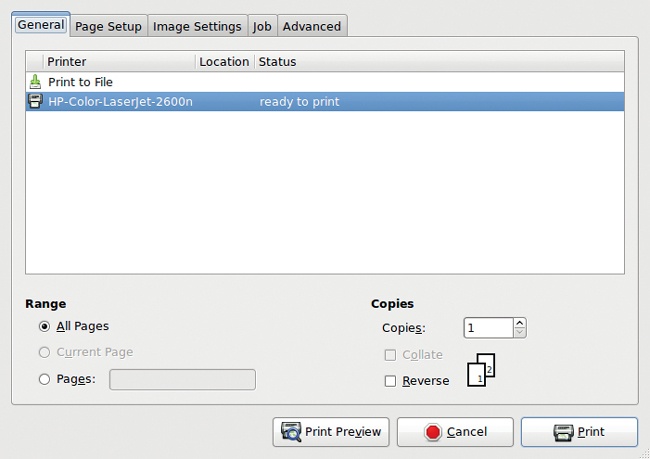 General Page Setup Image Settings Job Advanced
Printer Location Status
Print to File
HP-Color-LaserJet-2600n ready to print
Range
All Pages
Current Page
Pages:
Copies
Copies: 1
Collate
Reverse
1 2
Print Preview Cancel Print